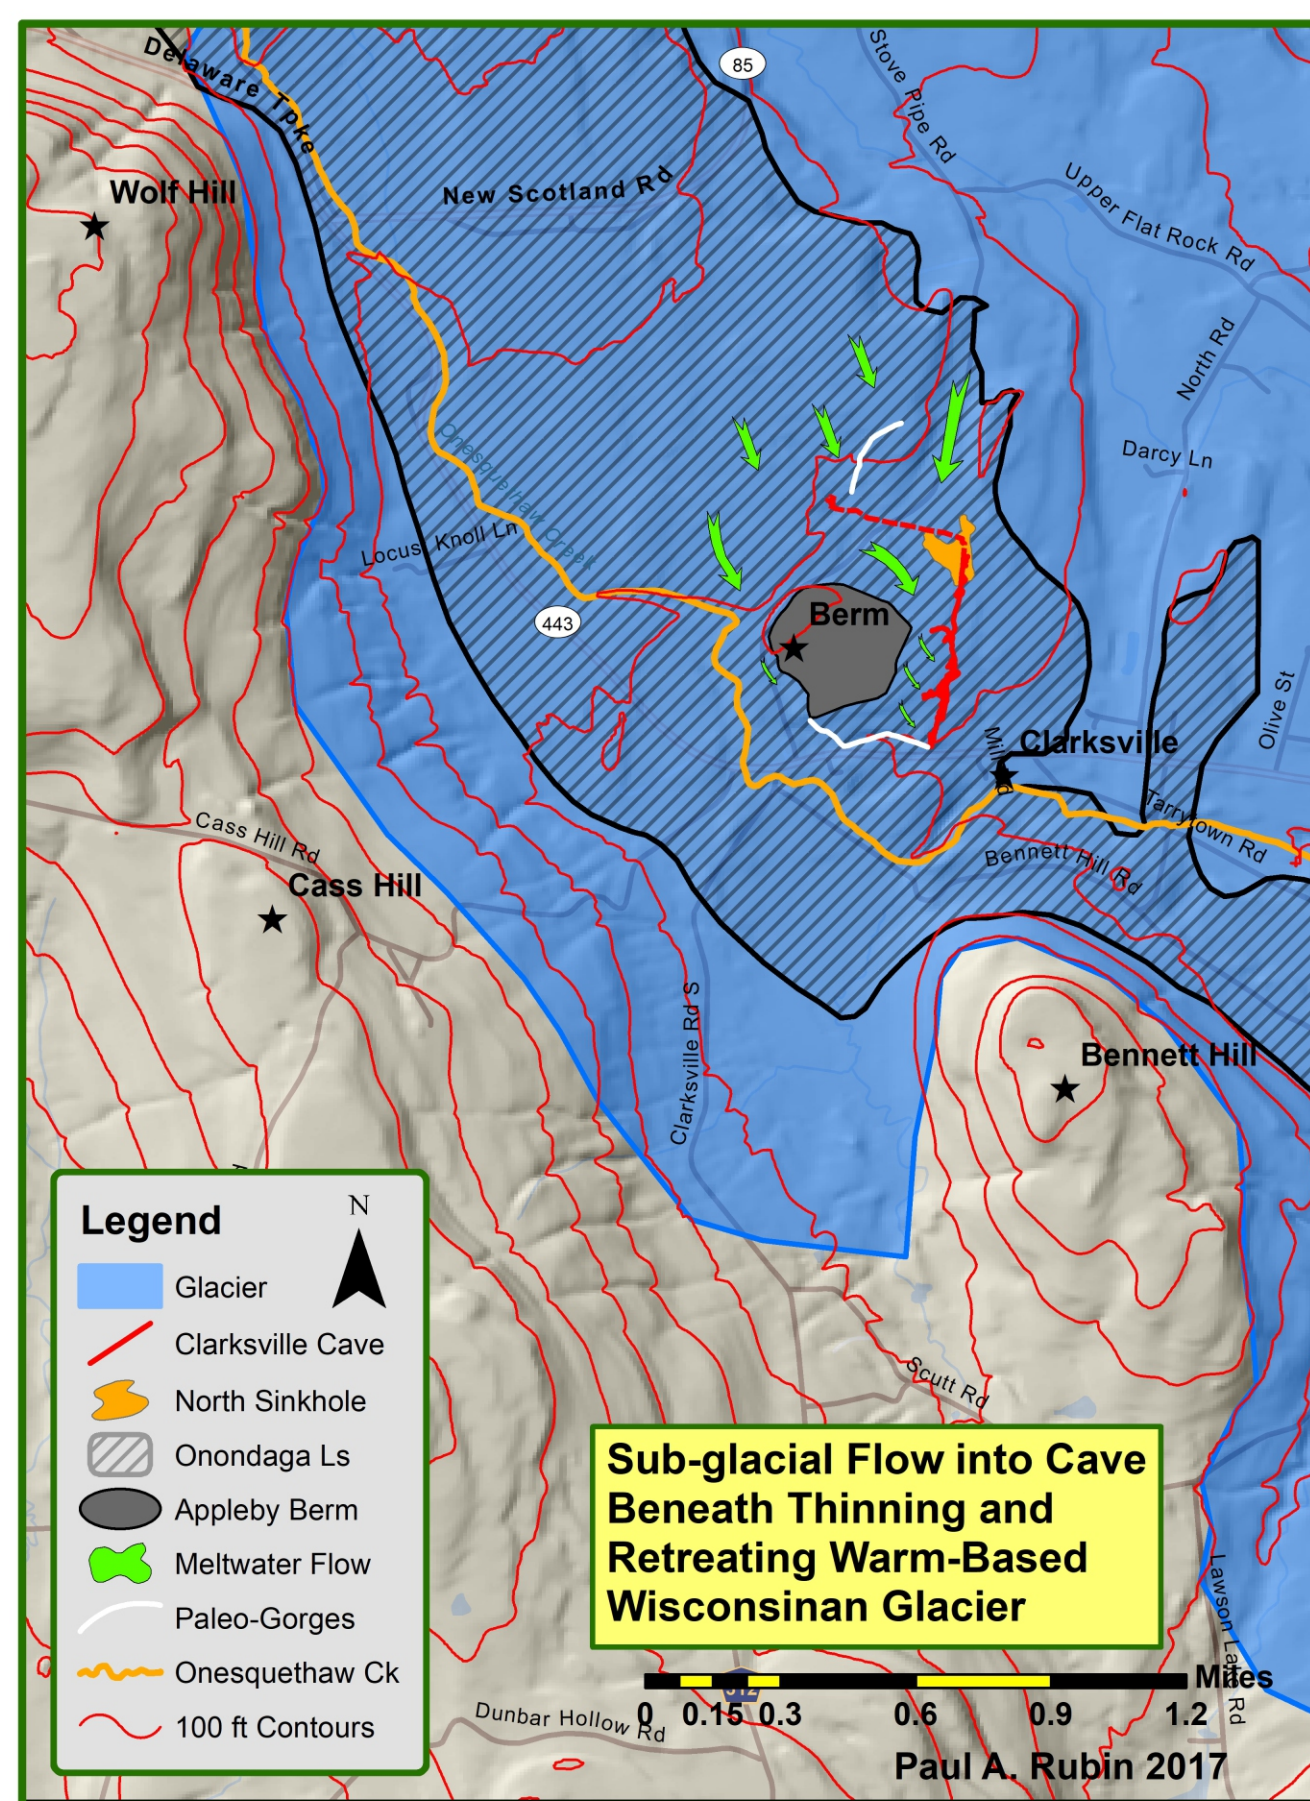 Delaware Tpke
85
Stove Pipe Rd
Wolf Hill
New Scotland Rd
Upper Flat Rock Rd
North Rd
Darcy Ln
Onesquethaw Creek
Locust Knoll Ln
443
Berm
Olive St
Mill Rd
Clarksville
Tarrytown Rd
Cass Hill Rd
Bennett Hill Rd
Cass Hill
Clarksville Rd S
Bennett Hill
Legend
N
Glacier
Clarksville Cave
North Sinkhole
Onondaga Ls
Appleby Berm
Meltwater Flow
Paleo-Gorges
Onesquethaw Ck
100 ft Contours
Scutt Rd
Sub-glacial Flow into Cave
Beneath Thinning and
Retreating Warm-Based
Wisconsinan Glacier
Lawson Lake Rd
312
Miles
0 0.15 0.3 0.6 0.9 1.2
Dunbar Hollow Rd
Paul A. Rubin 2017